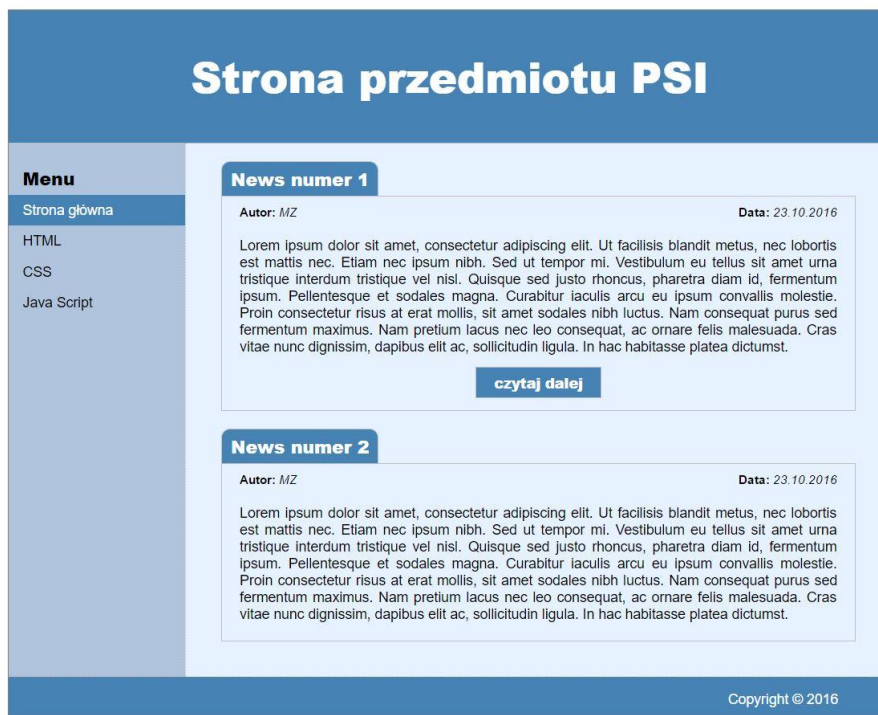 Strona przedmiotu PSI
Menu
Strona główna
HTML
CSS
Java Script
News numer 1
Autor: MZ Data: 23.10.2016
Lorem ipsum dolor sit amet, consectetur adipiscing elit. Ut facilisis blandit metus, nec lobortis
est mattis nec. Etiam nec ipsum nibh. Sed ut tempor mi. Vestibulum eu tellus sit amet urna
tristique interdum tristique vel nisl. Quisque sed justo rhoncus, pharetra diam id, fermentum
ipsum. Pellentesque et sodales magna. Curabitur iaculis arcu eu ipsum convallis molestie.
Proin consectetur risus at erat mollis, sit amet sodales nibh luctus. Nam consequat purus sed
fermentum maximus. Nam pretium lacus nec leo consequat, ac ornare felis malesuada. Cras
vitae nunc dignissim, dapibus elit ac, sollicitudin ligula. In hac habitasse platea dictumst.
czytaj dalej
News numer 2
Autor: MZ Data: 23.10.2016
Lorem ipsum dolor sit amet, consectetur adipiscing elit. Ut facilisis blandit metus, nec lobortis
est mattis nec. Etiam nec ipsum nibh. Sed ut tempor mi. Vestibulum eu tellus sit amet urna
tristique interdum tristique vel nisl. Quisque sed justo rhoncus, pharetra diam id, fermentum
ipsum. Pellentesque et sodales magna. Curabitur iaculis arcu eu ipsum convallis molestie.
Proin consectetur risus at erat mollis, sit amet sodales nibh luctus. Nam consequat purus sed
fermentum maximus. Nam pretium lacus nec leo consequat, ac ornare felis malesuada. Cras
vitae nunc dignissim, dapibus elit ac, sollicitudin ligula. In hac habitasse platea dictumst.
Copyright © 2016